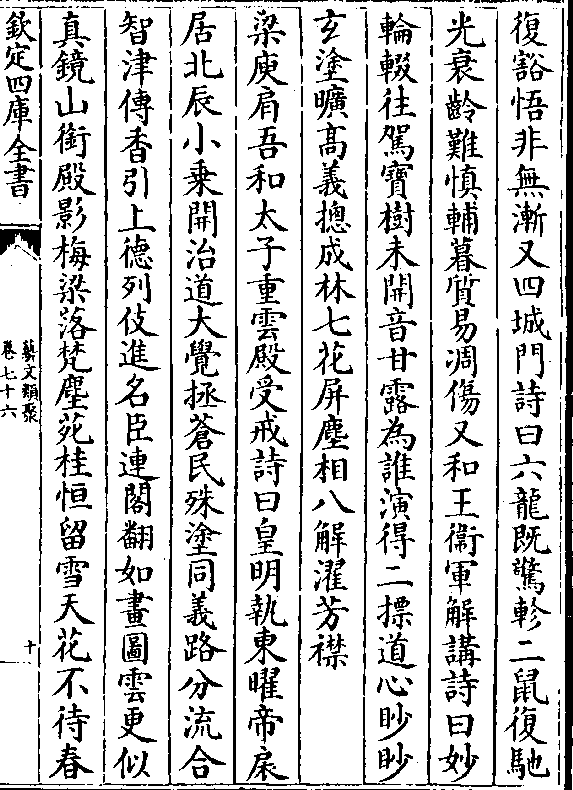 復豁悟非無漸又四城門詩曰六龍既驚軫二鼠復馳
光衰齡難慎輔暮質易凋傷又和王衞軍解講詩曰妙
輪輟往駕寶樹未開音甘露為誰演得二摽道心眇眇
𤣥塗曠髙義揔成林七花屏塵相八解濯芳襟
梁庾肩吾和太子重雲殿受戒詩曰皇明執東曜帝扆
居北辰小乗開治道大覺拯蒼民殊塗同義路分流合
智津傳香引上德列伎進名臣連閣翻如畫圖雲更似
真鏡山銜殿影梅梁落梵塵苑桂恒留雪天花不待春
欽定四庫全書
藝文類聚
卷七十六
十